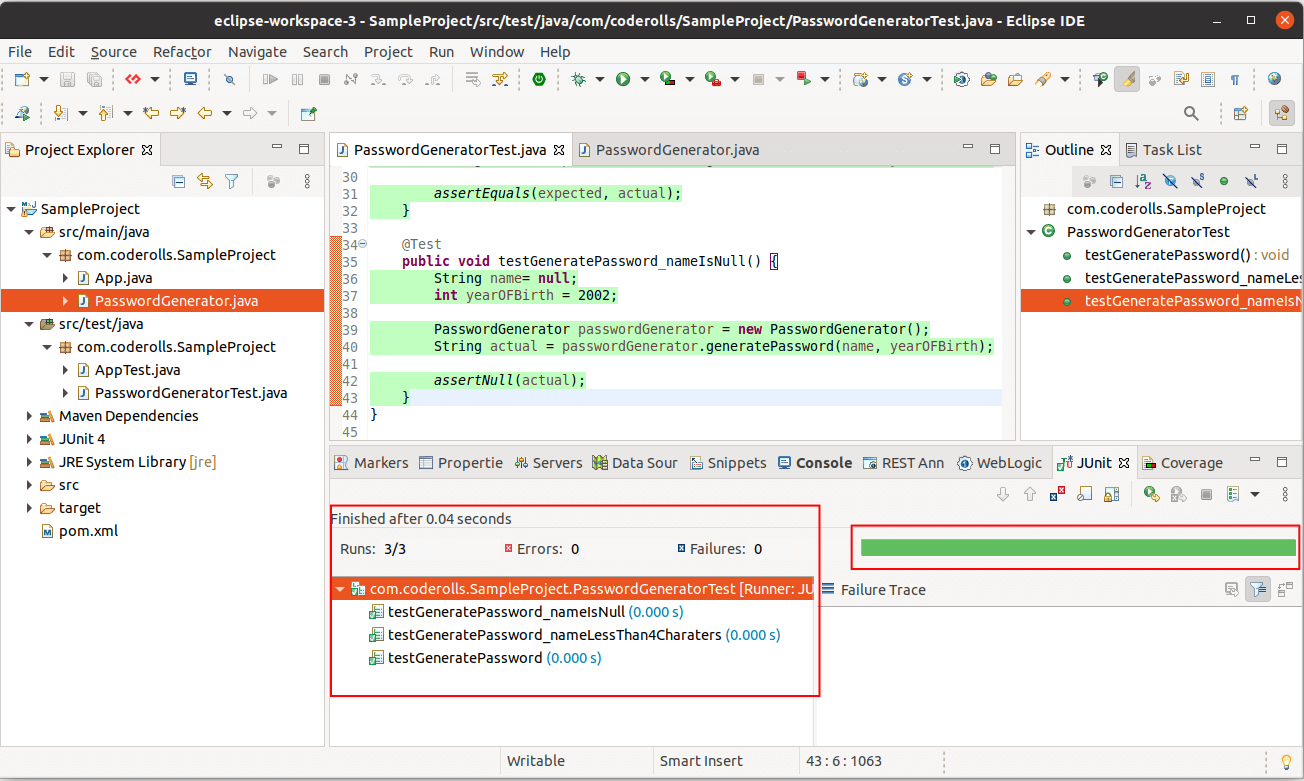 eclipse-workspace-3 - SampleProject/src/test/java/com/coderolls/SampleProject/PasswordGeneratorTest.java - Eclipse IDE
File Edit Source Refactor Navigate Search Project Run Window Help
Project Explorer
SampleProject
src/main/java
com.coderolls.SampleProject
App.java
PasswordGenerator.java
src/test/java
com.coderolls.SampleProject
AppTest.java
PasswordGeneratorTest.java
Maven Dependencies
JUnit 4
JRE System Library [jre]
src
target
pom.xml
PasswordGeneratorTest.java PasswordGenerator.java
30
31 assertEquals(expected, actual);
32 }
33
34 @Test
35 public void testGeneratePassword_nameIsNull() {
36 String name= null;
37 int yearOFBirth = 2002;
38
39 PasswordGenerator passwordGenerator = new PasswordGenerator();
40 String actual = passwordGenerator.generatePassword(name, yearOFBirth);
41
42 assertNull(actual);
43 }
44 }
45
Outline Task List
com.coderolls.SampleProject
PasswordGeneratorTest
testGeneratePassword() : void
testGeneratePassword_nameLes
testGeneratePassword_nameIsN
Markers Propertie Servers Data Sour Snippets Console REST Ann WebLogic JUnit Coverage
Finished after 0.04 seconds
Runs: 3/3 Errors: 0 Failures: 0
com.coderolls.SampleProject.PasswordGeneratorTest [Runner: JU
testGeneratePassword_nameIsNull (0.000 s)
testGeneratePassword_nameLessThan4Charaters (0.000 s)
testGeneratePassword (0.000 s)
Failure Trace
Writable Smart Insert 43 : 6 : 1063